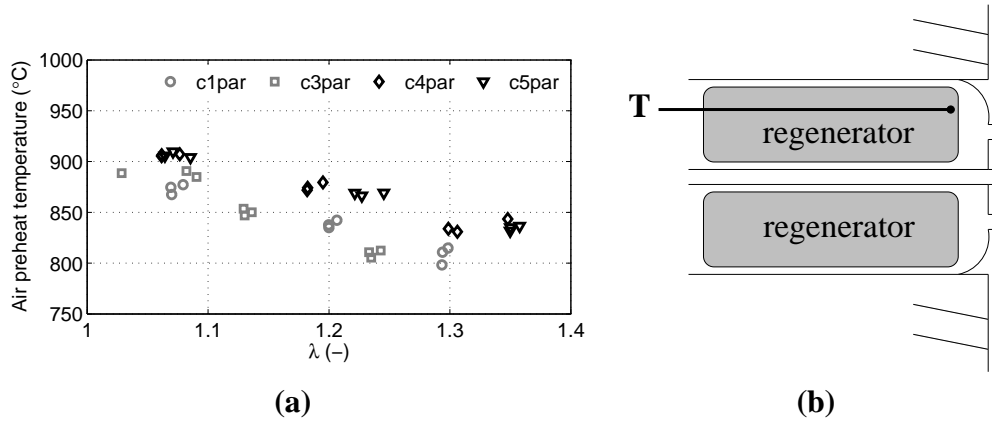 Air preheat temperature (°C)
1000
950
900
850
800
750
1
1.1
1.2
1.3
1.4
λ (−)
c1par
c3par
c4par
c5par
(a)
T
regenerator
regenerator
(b)